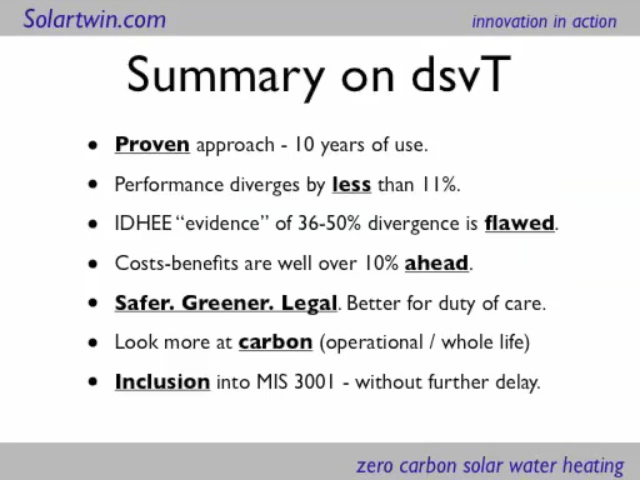 Solartwin.com
innovation in action
Summary on dsvT
• Proven approach - 10 years of use.
• Performance diverges by less than 11%.
• IDHEE “evidence” of 36-50% divergence is flawed.
• Costs-benefits are well over 10% ahead.
• Safer. Greener. Legal. Better for duty of care.
• Look more at carbon (operational / whole life)
• Inclusion into MIS 3001 - without further delay.
zero carbon solar water heating